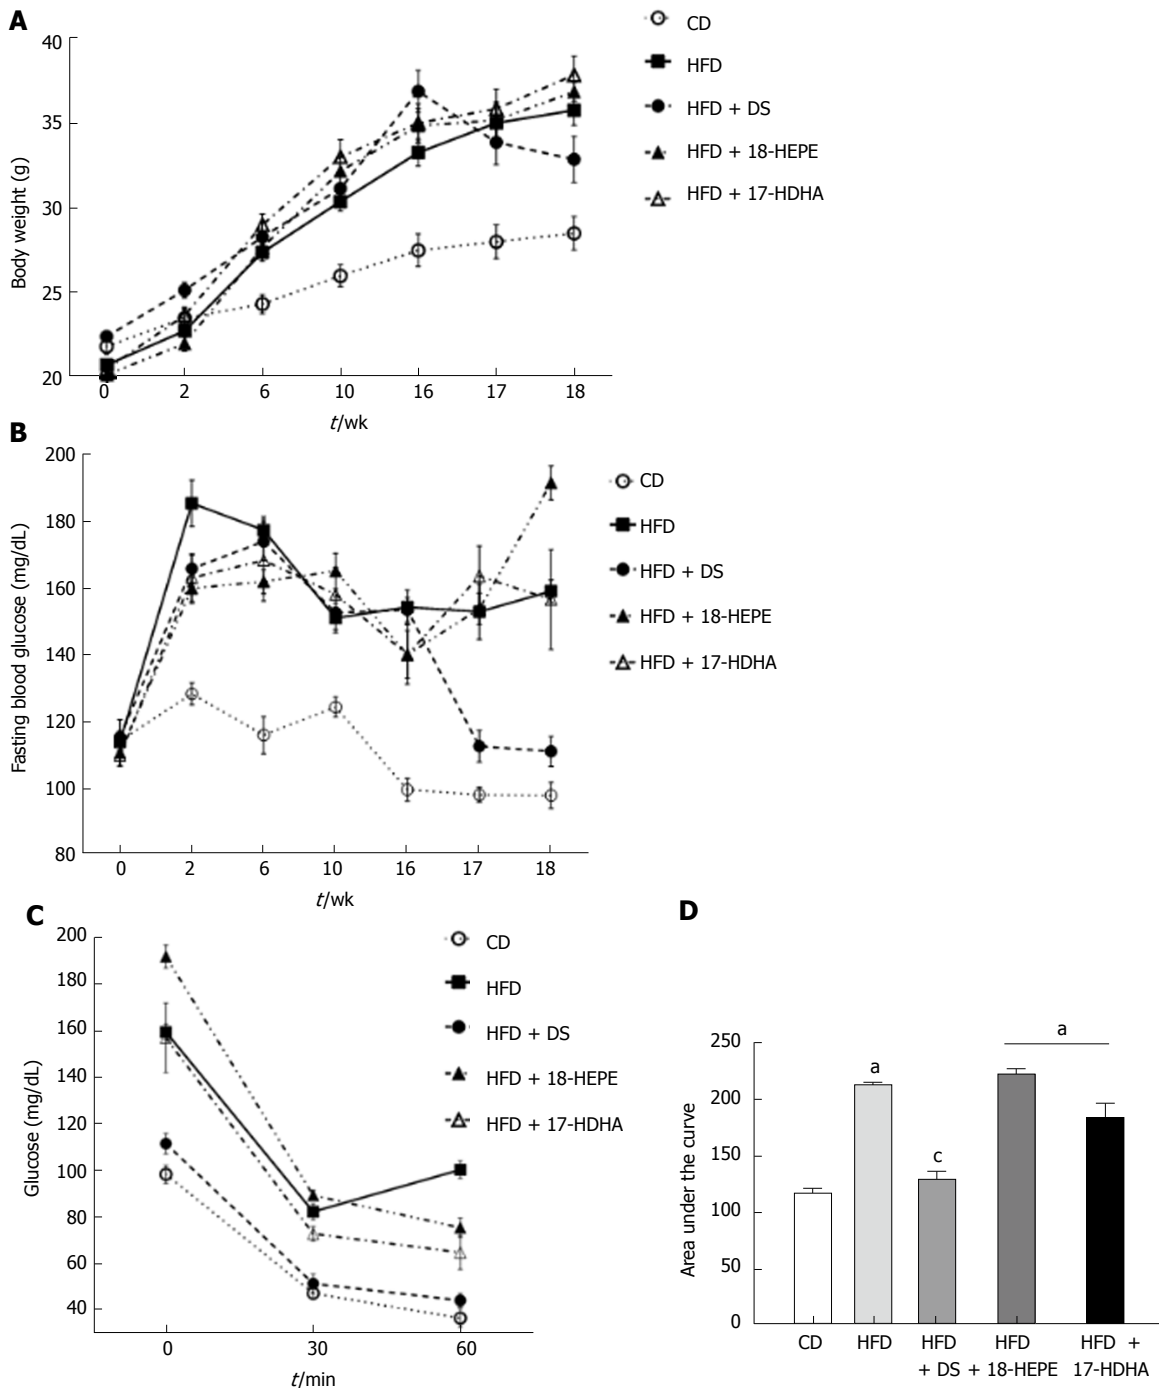 A
CD
HFD
HFD + DS
HFD + 18-HEPE
HFD + 17-HDHA
40
35
30
25
20
Body weight (g)
0 2 6 10 16 17 18
t/wk
B
CD
HFD
HFD + DS
HFD + 18-HEPE
HFD + 17-HDHA
200
180
160
140
120
100
80
Fasting blood glucose (mg/dL)
0 2 6 10 16 17 18
t/wk
C
CD
HFD
HFD + DS
HFD + 18-HEPE
HFD + 17-HDHA
200
180
160
140
120
100
80
60
40
Glucose (mg/dL)
0 30 60
t/min
D
250
200
150
100
50
0
Area under the curve
a
c
a
CD HFD HFD HFD HFD +
+ DS + 18-HEPE 17-HDHA